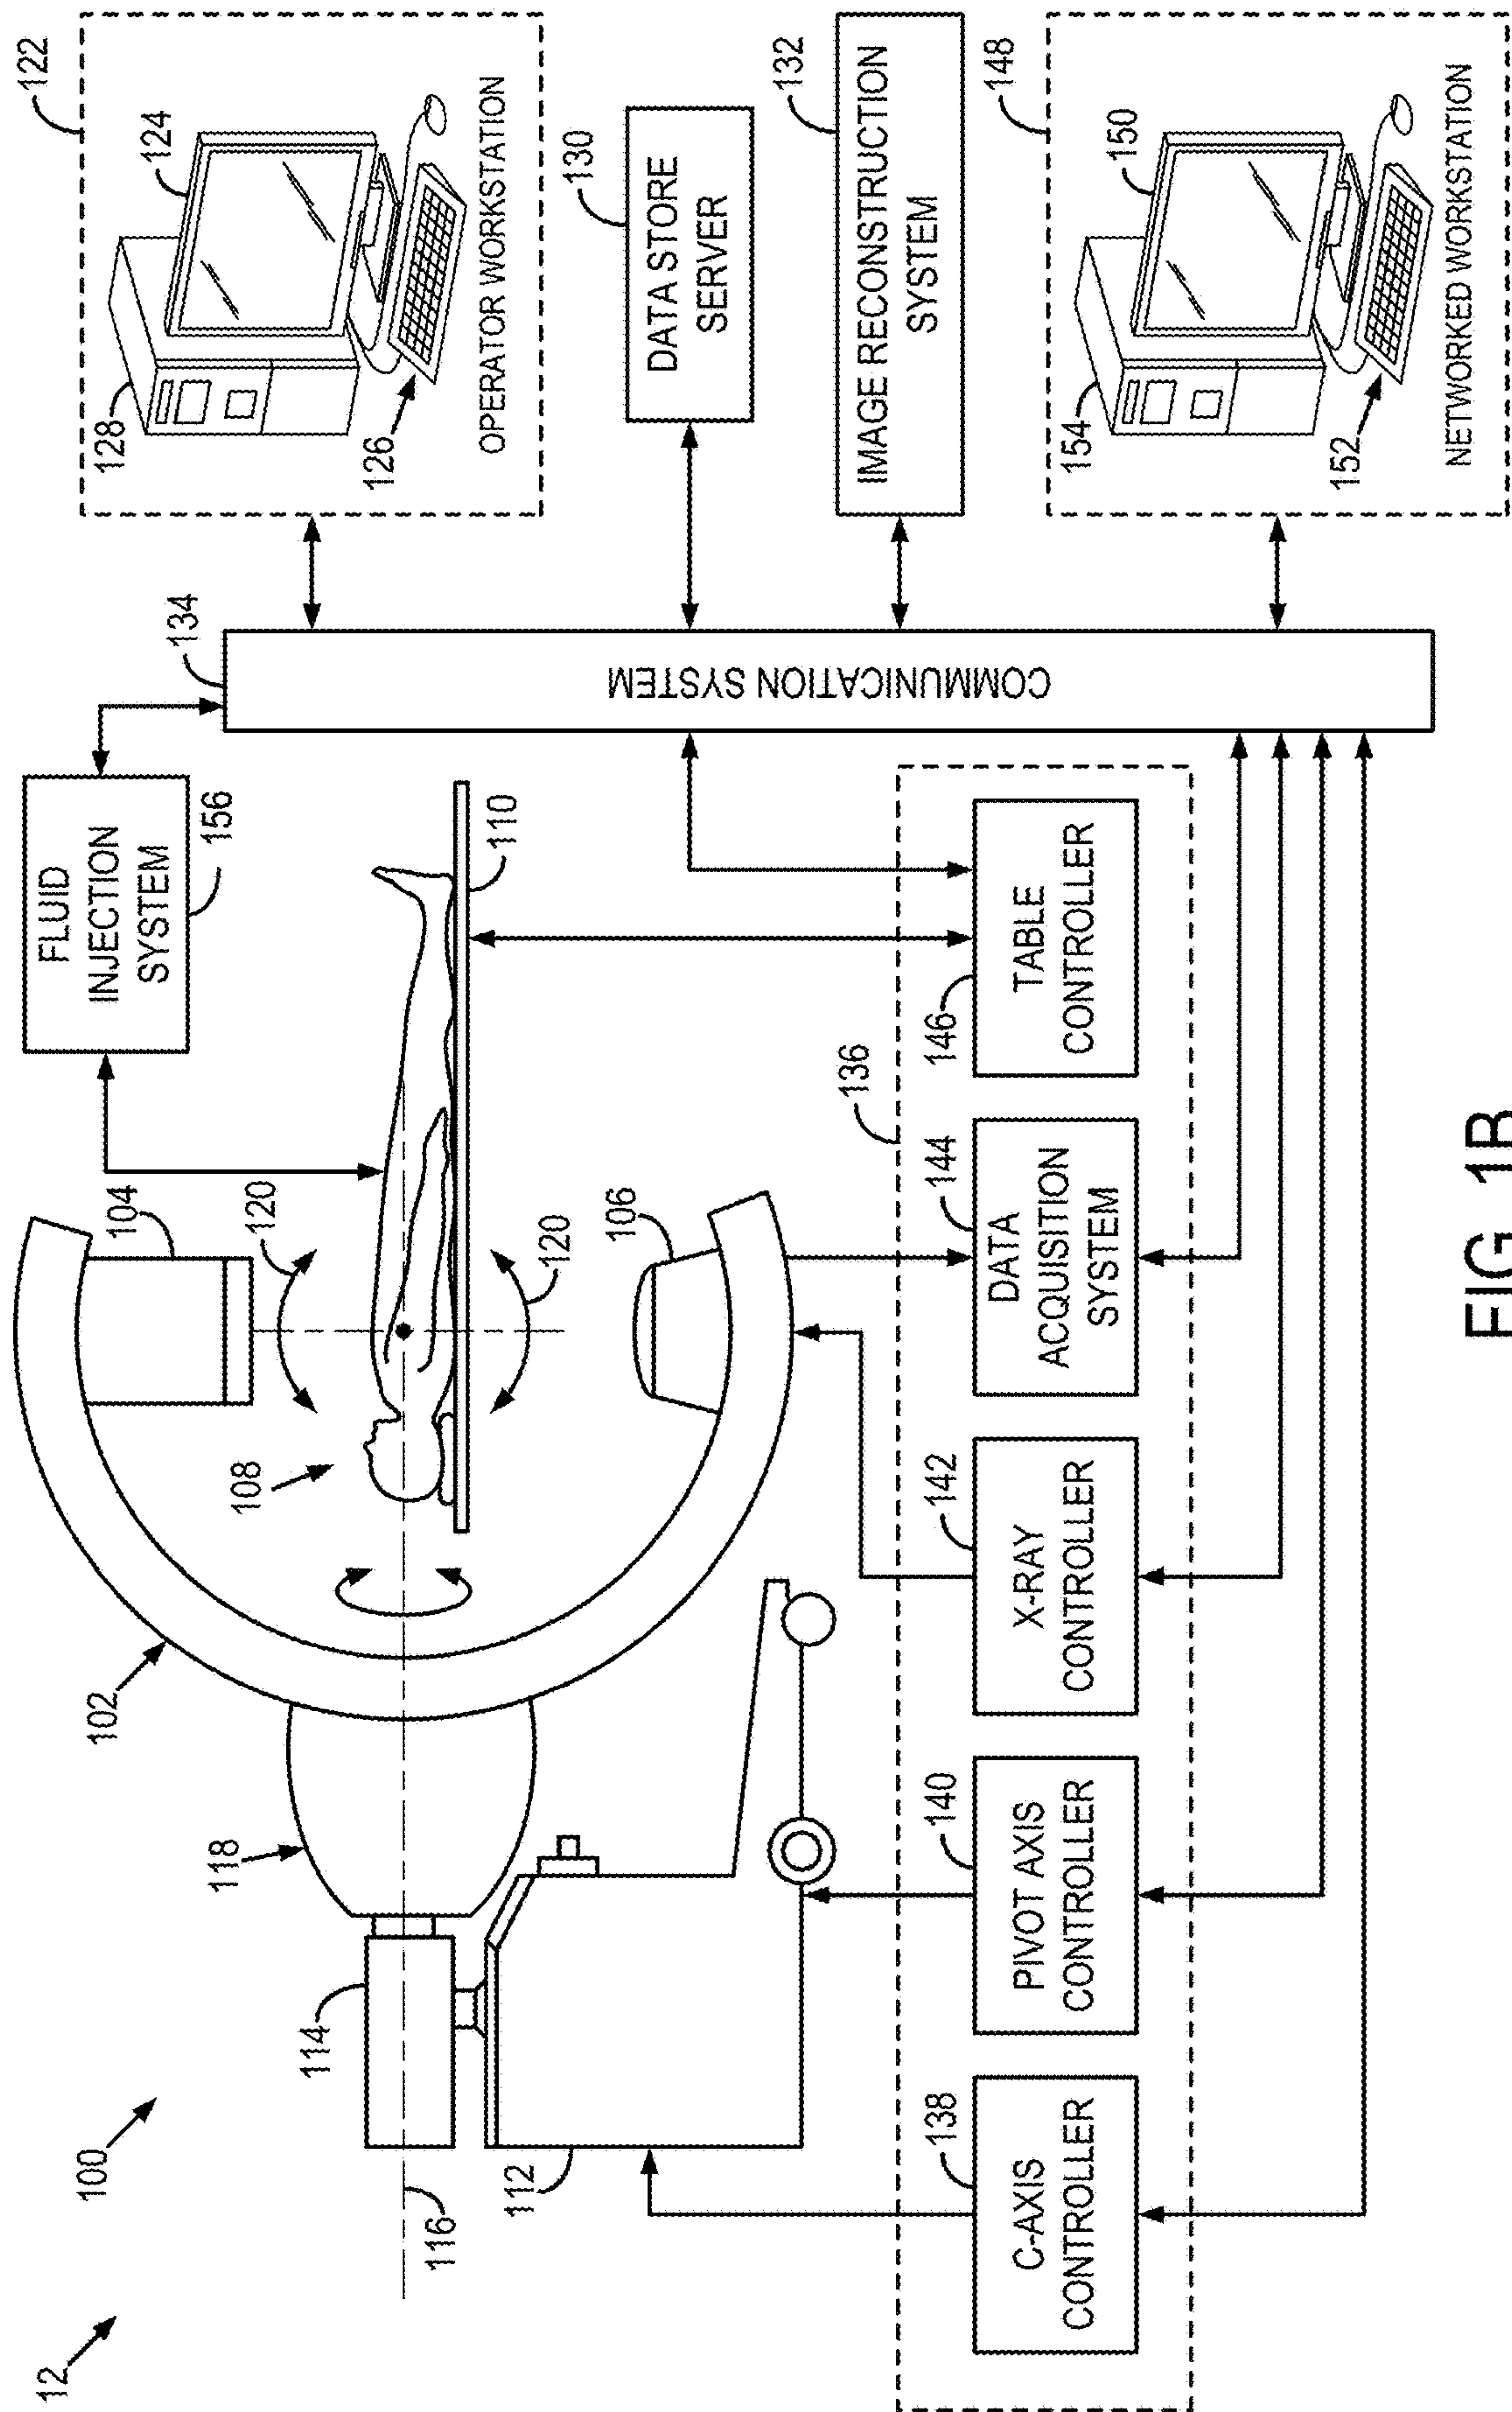 12
100
116
114
118
102
112
108
104
120
120
106
110
FLUID
INJECTION
SYSTEM
156
134
COMMUNICATION SYSTEM
122
128
124
126
OPERATOR WORKSTATION
130
DATA STORE
SERVER
132
IMAGE RECONSTRUCTION
SYSTEM
148
154
150
152
NETWORKED WORKSTATION
136
138
C-AXIS
CONTROLLER
140
PIVOT AXIS
CONTROLLER
142
X-RAY
CONTROLLER
144
DATA
ACQUISITION
SYSTEM
146
TABLE
CONTROLLER
FIG. 1B